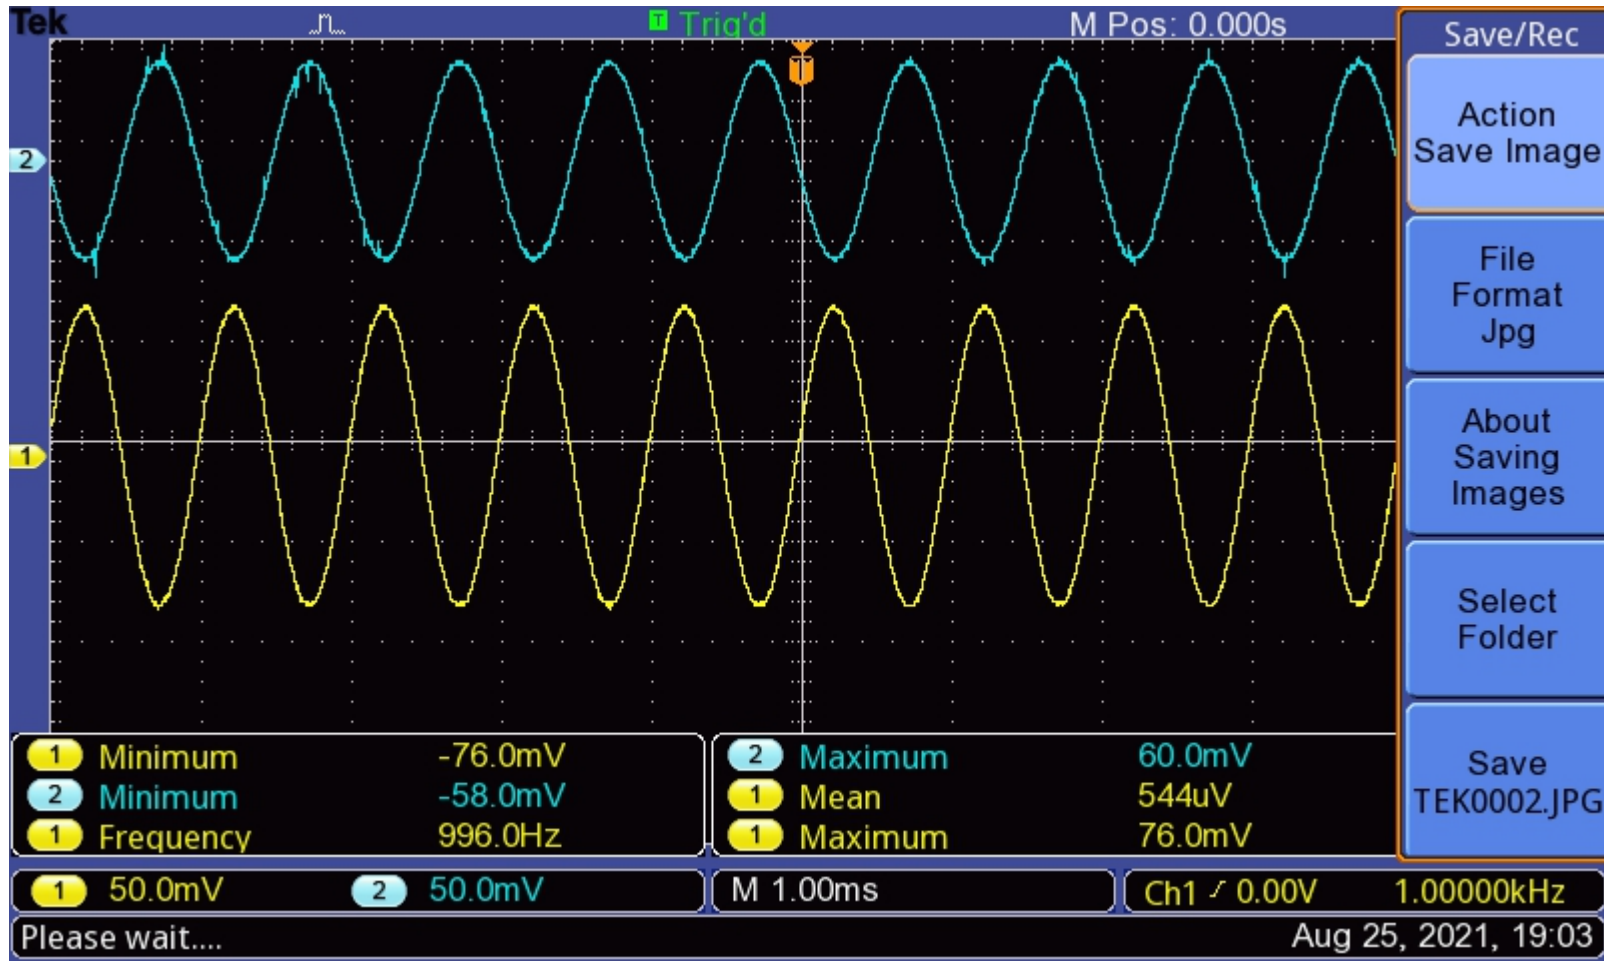 Tek
T Trig'd
M Pos: 0.000s
Save/Rec
T
Action
Save Image
2
File
Format
Jpg
1
About
Saving
Images
Select
Folder
Save
TEK0002.JPG
1 Minimum -76.0mV
2 Minimum -58.0mV
1 Frequency 996.0Hz
2 Maximum 60.0mV
1 Mean 544uV
1 Maximum 76.0mV
1 50.0mV 2 50.0mV M 1.00ms Ch1 0.00V 1.00000kHz
Please wait.... Aug 25, 2021, 19:03